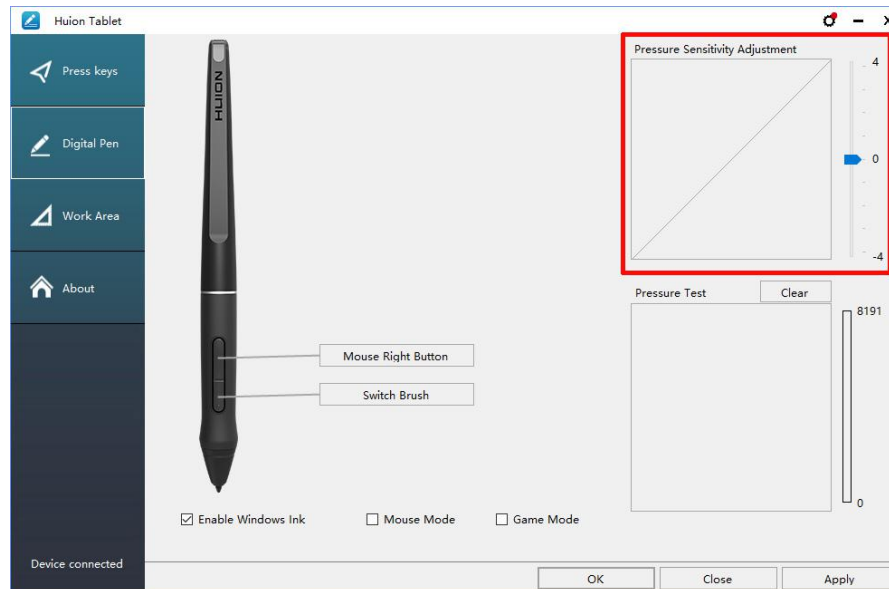 Huion Tablet
Press keys
Digital Pen
Work Area
About
Device connected
HUION
Mouse Right Button
Switch Brush
Enable Windows Ink
Mouse Mode
Game Mode
Pressure Sensitivity Adjustment
4
0
-4
Pressure Test
Clear
8191
0
OK
Close
Apply